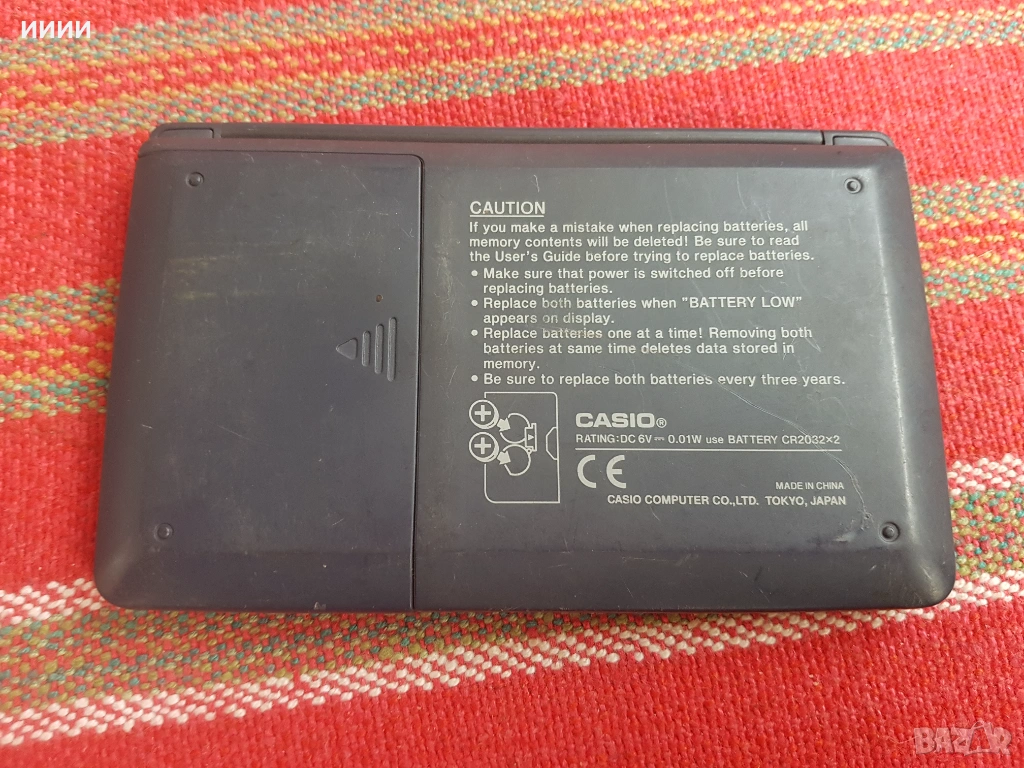 ииии
CAUTION
If you make a mistake when replacing batteries, all
memory contents will be deleted! Be sure to read
the User's Guide before trying to replace batteries.
• Make sure that power is switched off before
replacing batteries.
• Replace both batteries when "BATTERY LOW"
appears on display.
• Replace batteries one at a time! Removing both
batteries at same time deletes data stored in
memory.
• Be sure to replace both batteries every three years.
CASIO®
RATING:DC 6V⎓ 0.01W use BATTERY CR2032×2
CE
MADE IN CHINA
CASIO COMPUTER CO.,LTD. TOKYO, JAPAN
BAZAR